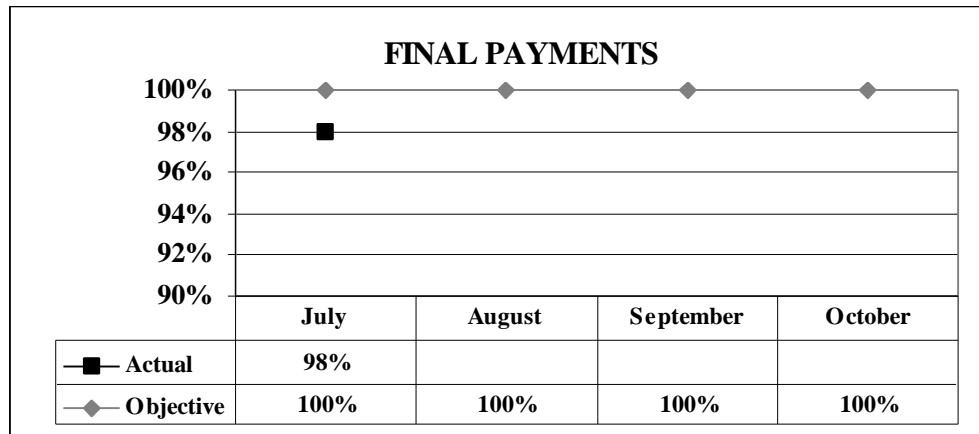 FINAL PAYMENTS
100%
98%
96%
94%
92%
90%
July August September October
Actual 98%
Objective 100% 100% 100% 100%